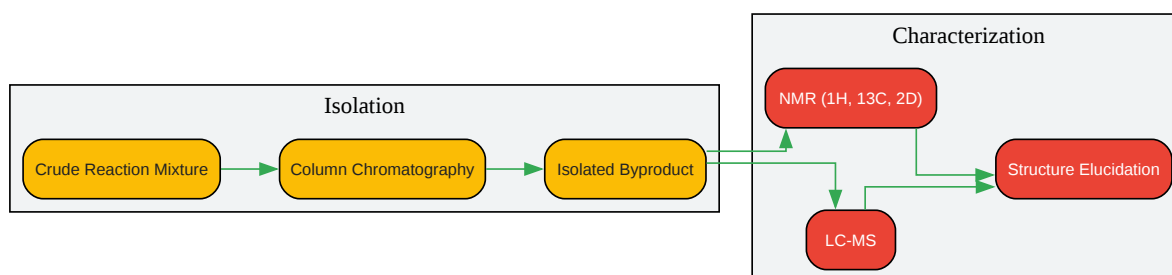 Isolation
Crude Reaction Mixture
Column Chromatography
Isolated Byproduct
Characterization
NMR (1H, 13C, 2D)
LC-MS
Structure Elucidation